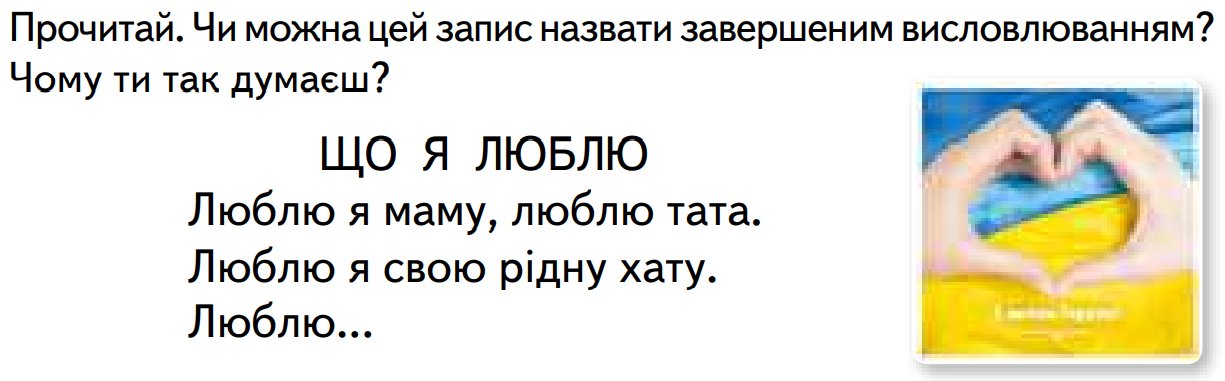 Прочитай. Чи можна цей запис назвати завершеним висловлюванням?
Чому ти так думаєш?
ЩО Я ЛЮБЛЮ
Люблю я маму, люблю тата.
Люблю я свою рідну хату.
Люблю...